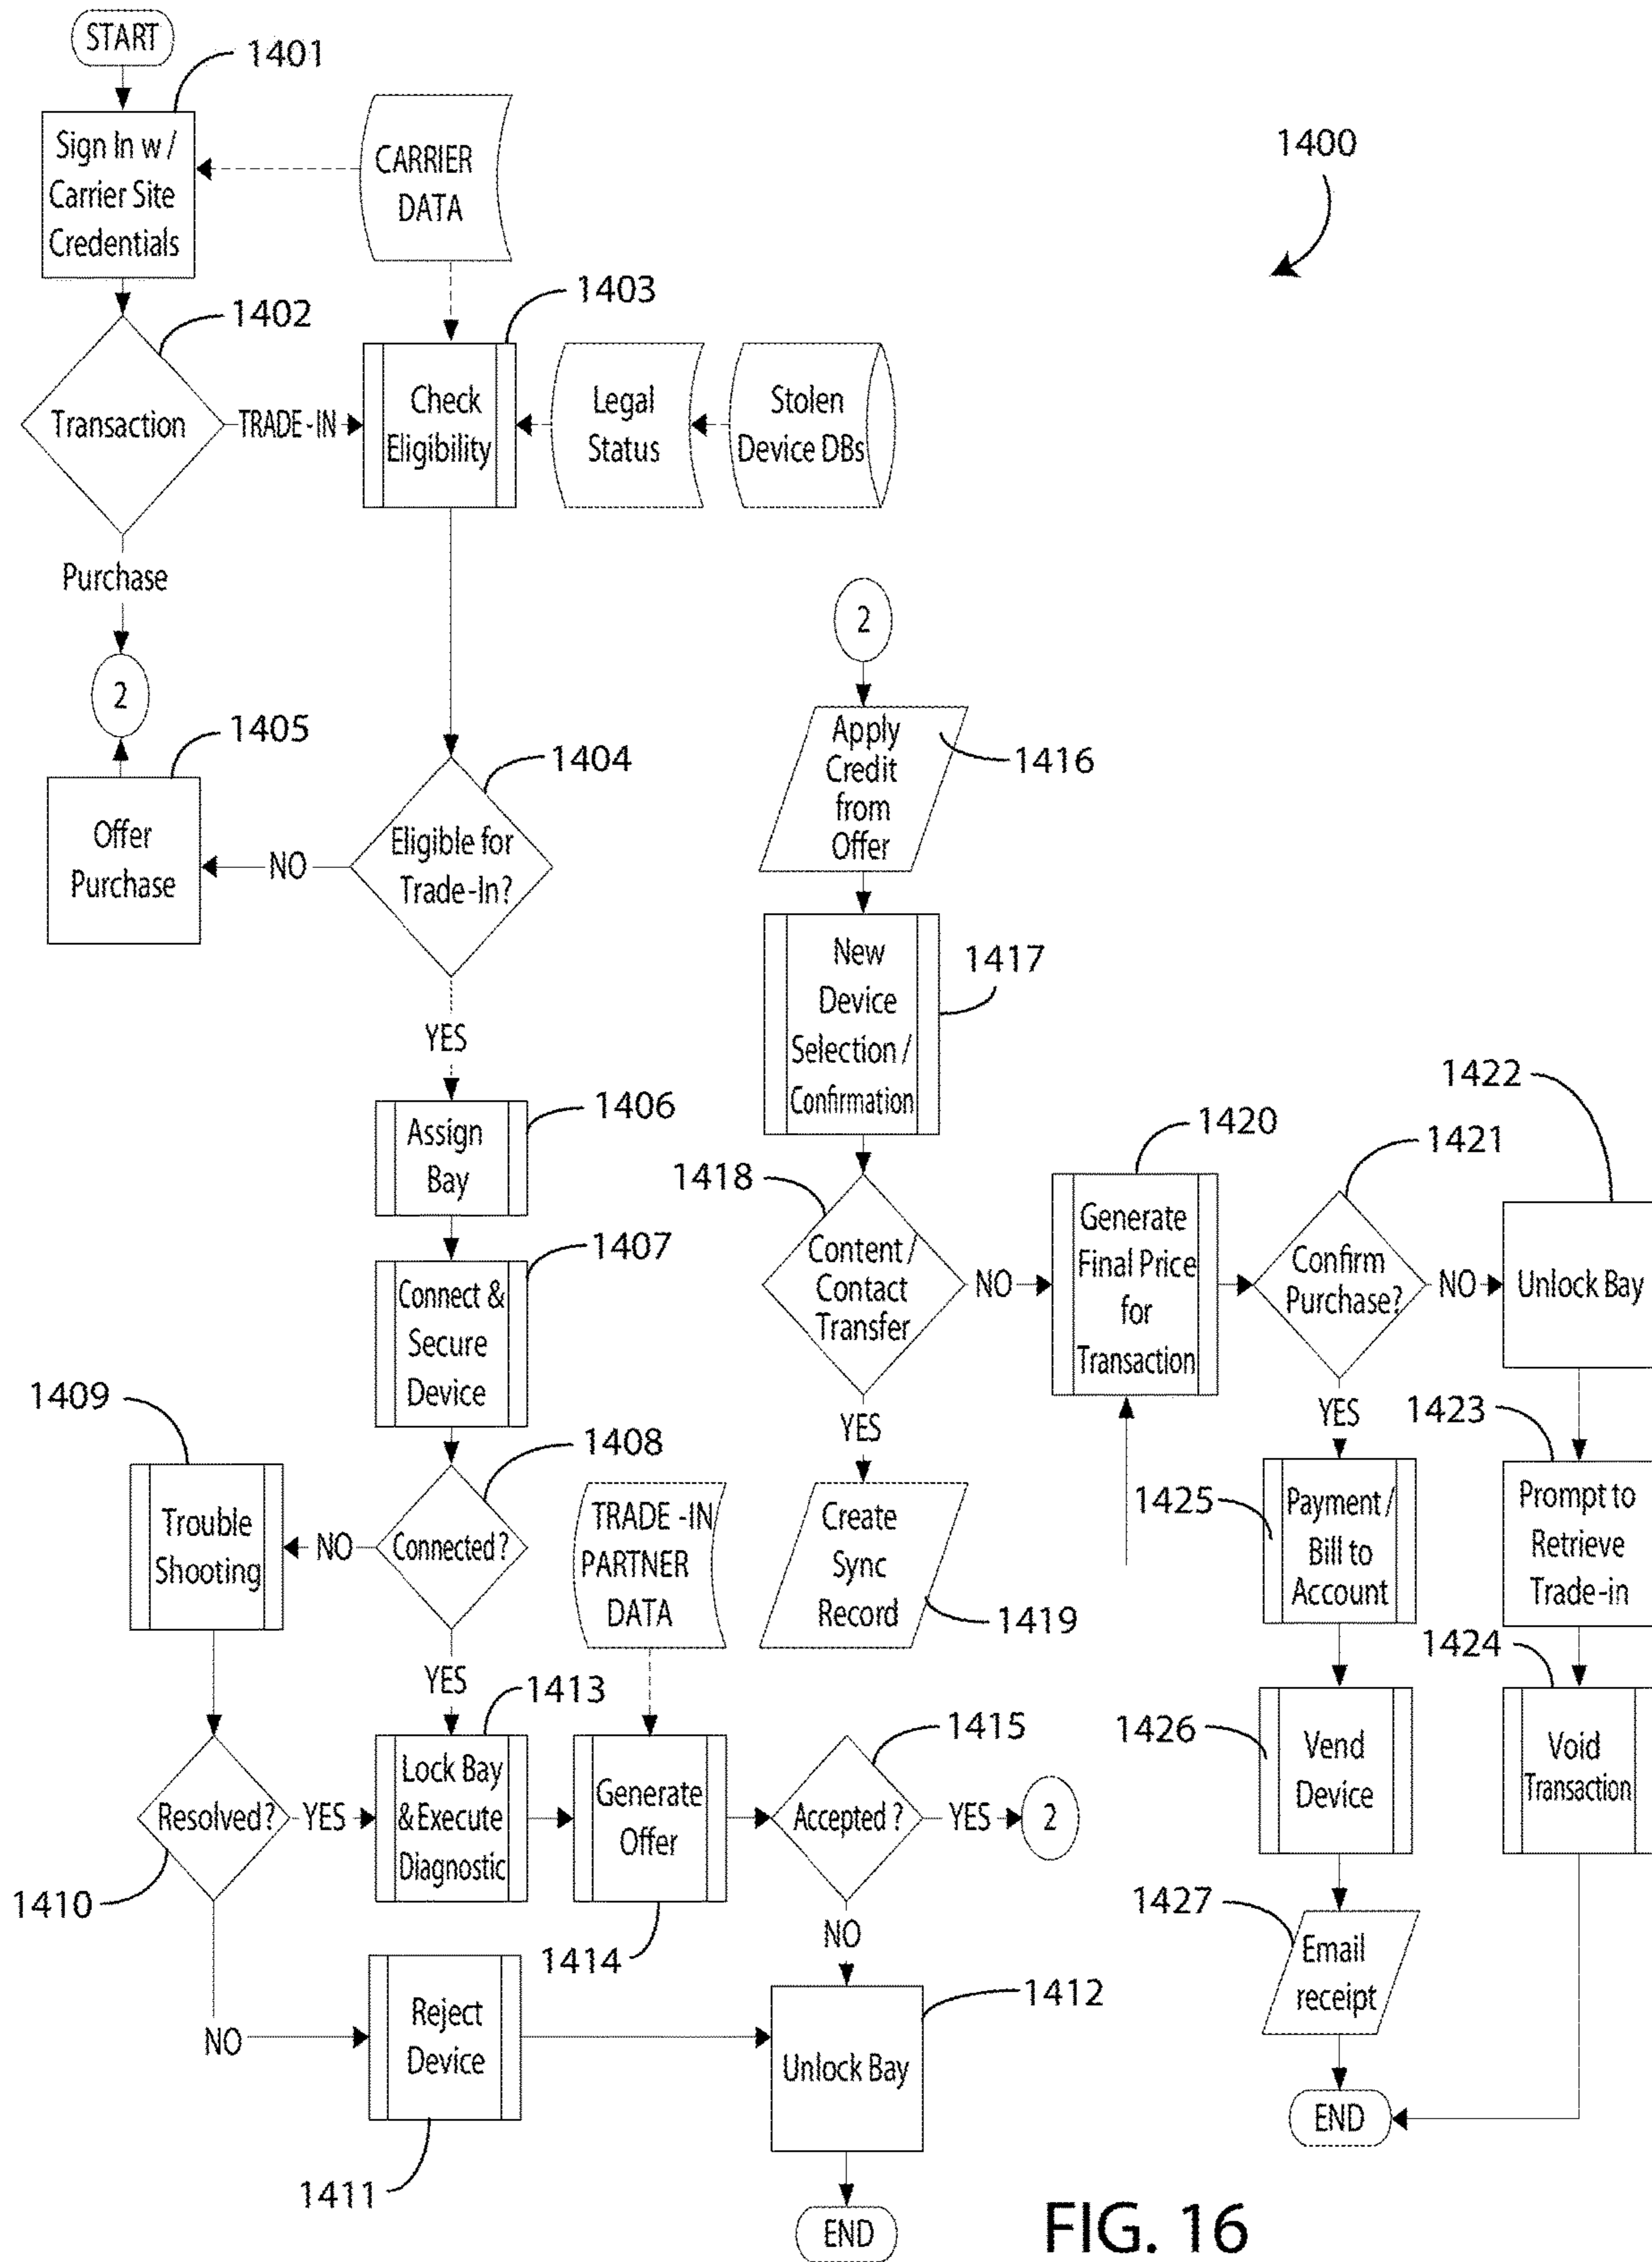 START
1401
Sign In w /
Carrier Site
Credentials
CARRIER
DATA
1400
1402
1403
Transaction
TRADE-IN
Check
Eligibility
Legal
Status
Stolen
Device DBs
Purchase
2
2
1405
Offer
Purchase
NO
1404
Eligible for
Trade-In?
Apply
Credit
from
Offer
1416
New
Device
Selection /
Confirmation
1417
YES
Assign
Bay
1406
1407
Connect &
Secure
Device
1418
Content /
Contact
Transfer
NO
1420
Generate
Final Price
for
Transaction
1421
Confirm
Purchase?
NO
1422
Unlock Bay
1409
Trouble
Shooting
NO
1408
Connected?
TRADE-IN
PARTNER
DATA
YES
Create
Sync
Record
1419
YES
1425
Payment /
Bill to
Account
1423
Prompt to
Retrieve
Trade-in
YES
1413
1424
Resolved?
YES
1410
Lock Bay
& Execute
Diagnostic
Generate
Offer
1414
1415
Accepted ?
YES
2
1426
Vend
Device
Void
Transaction
NO
1427
Email
receipt
NO
Reject
Device
1411
1412
Unlock Bay
END
END
FIG. 16